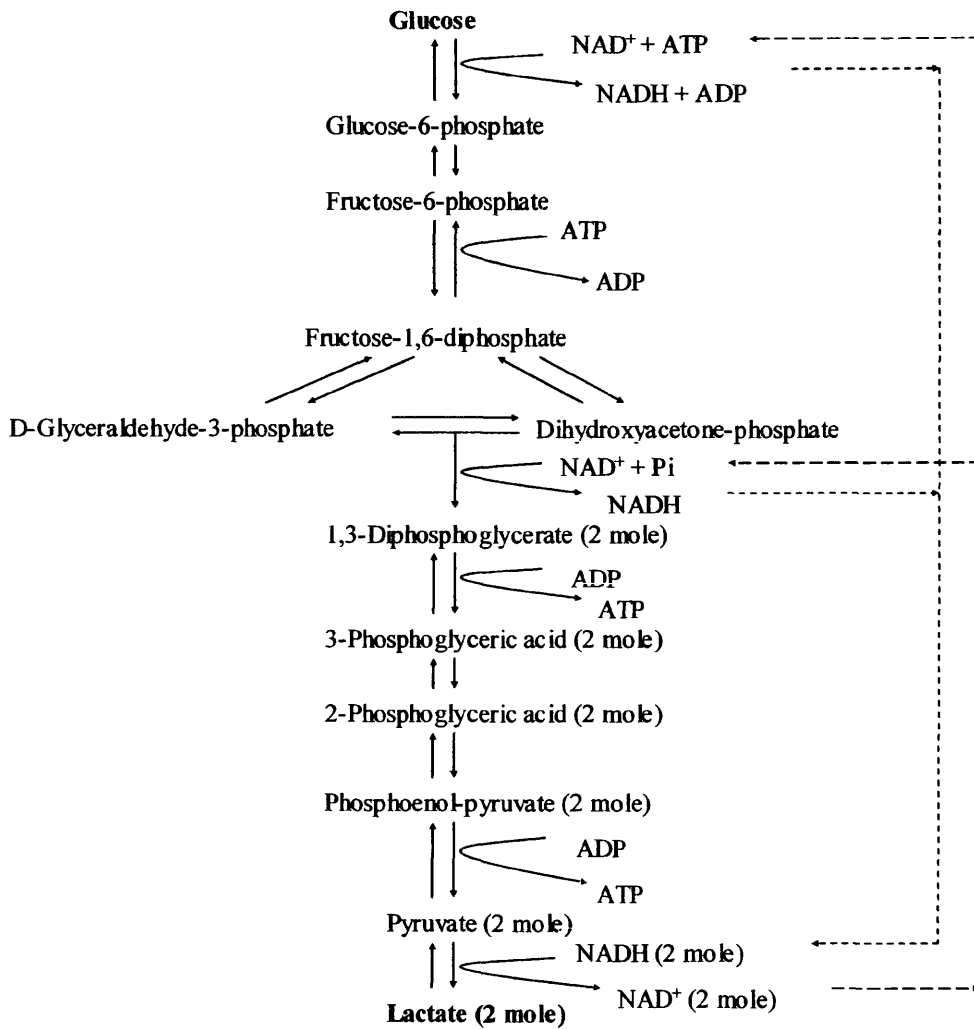 Glucose
NAD⁺ + ATP
NADH + ADP
Glucose-6-phosphate
Fructose-6-phosphate
ATP
ADP
Fructose-1,6-diphosphate
D-Glyceraldehyde-3-phosphate
Dihydroxyacetone-phosphate
NAD⁺ + Pi
NADH
1,3-Diphosphoglycerate (2 mole)
ADP
ATP
3-Phosphoglyceric acid (2 mole)
2-Phosphoglyceric acid (2 mole)
Phosphoenol-pyruvate (2 mole)
ADP
ATP
Pyruvate (2 mole)
NADH (2 mole)
NAD⁺ (2 mole)
Lactate (2 mole)